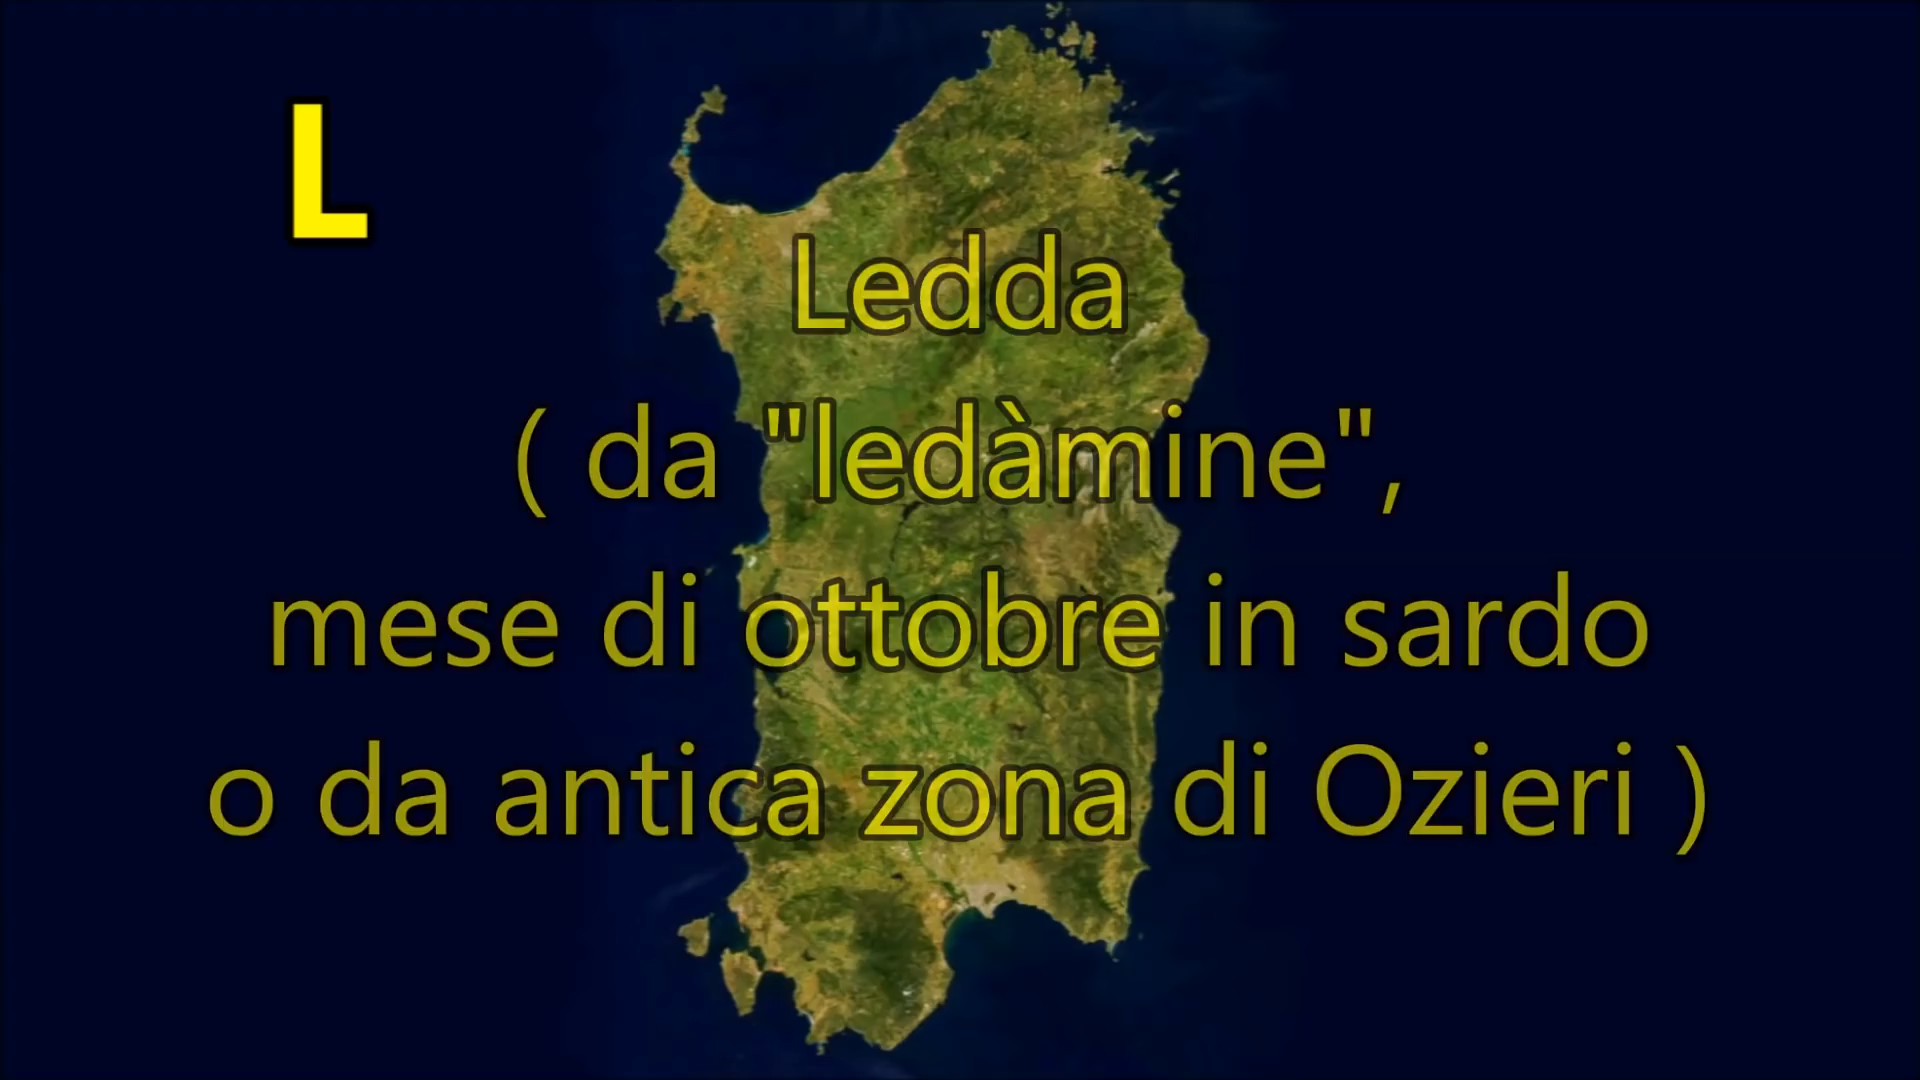 L
Ledda
( da "ledàmine",
mese di ottobre in sardo
o da antica zona di Ozieri )